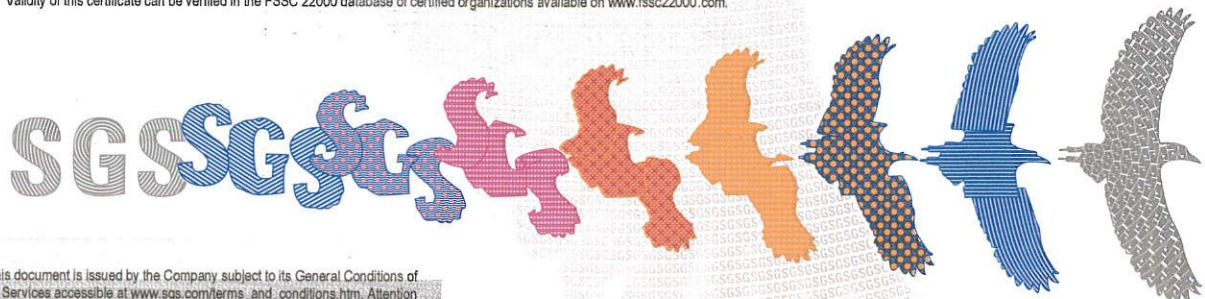 Validity of this certificate can be verified in the FSSC 22000 database of certified organizations available on www.fssc22000.com.
SGS SGS SGS
is document is issued by the Company subject to its General Conditions of
Services accessible at www.sgs.com/terms_and_conditions.htm. Attention